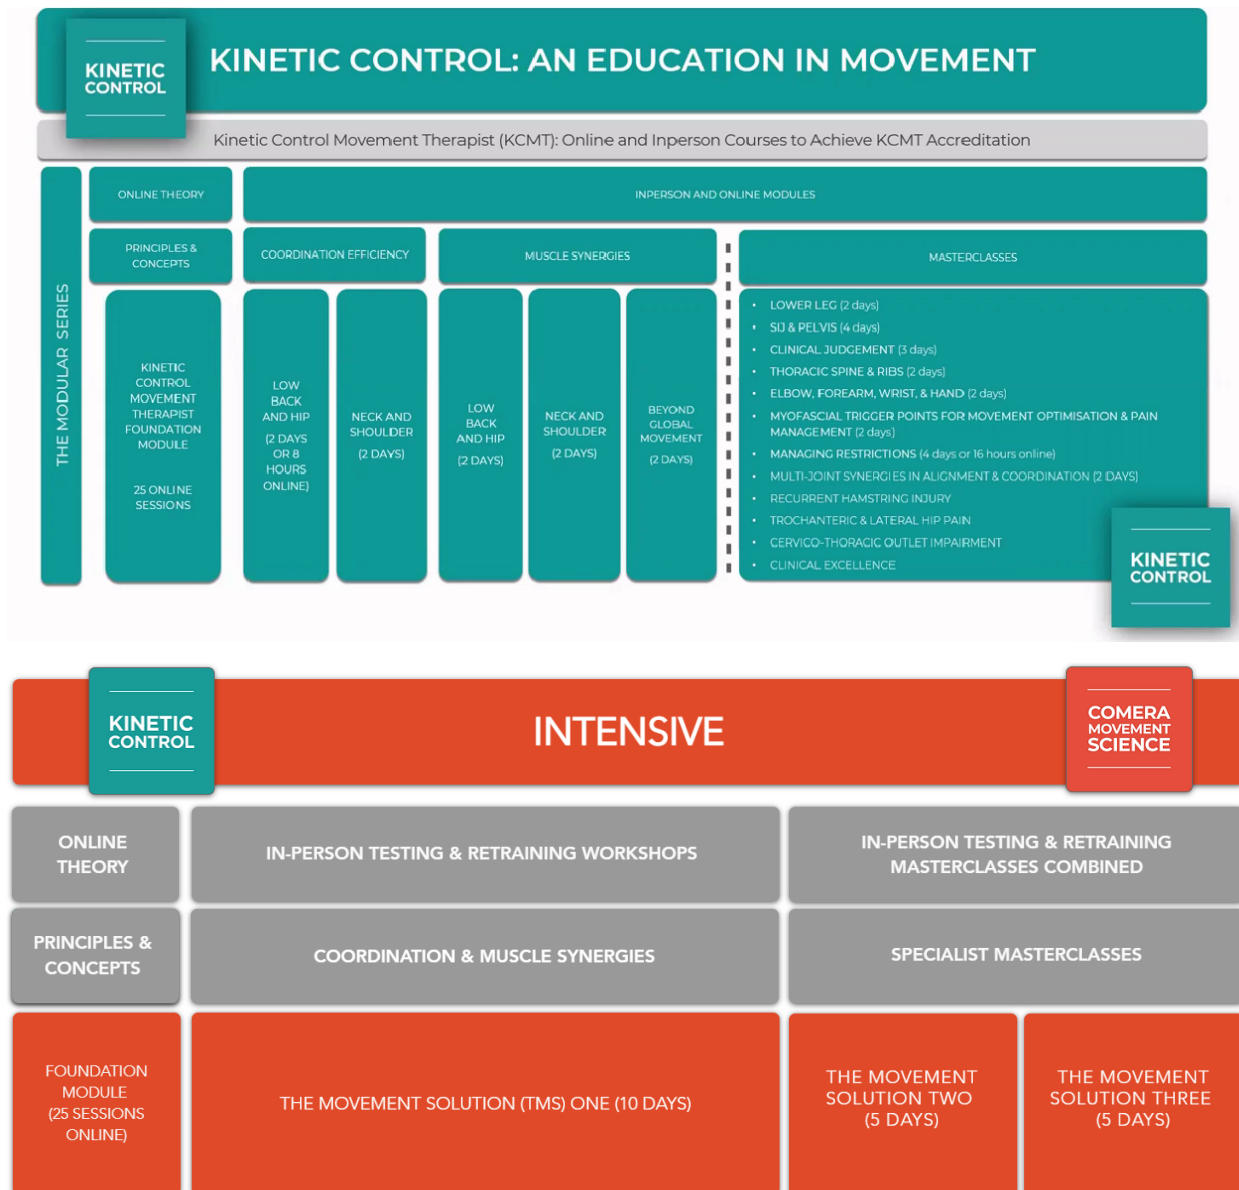 KINETIC
CONTROL
KINETIC CONTROL: AN EDUCATION IN MOVEMENT
Kinetic Control Movement Therapist (KCMT): Online and Inperson Courses to Achieve KCMT Accreditation
THE MODULAR SERIES
ONLINE THEORY
INPERSON AND ONLINE MODULES
PRINCIPLES &
CONCEPTS
COORDINATION EFFICIENCY
MUSCLE SYNERGIES
MASTERCLASSES
KINETIC
CONTROL
MOVEMENT
THERAPIST
FOUNDATION
MODULE
25 ONLINE
SESSIONS
LOW
BACK
AND HIP
(2 DAYS
OR 8
HOURS
ONLINE)
NECK AND
SHOULDER
(2 DAYS)
LOW
BACK
AND HIP
(2 DAYS)
NECK AND
SHOULDER
(2 DAYS)
BEYOND
GLOBAL
MOVEMENT
(2 DAYS)
• LOWER LEG (2 days)
• SIJ & PELVIS (4 days)
• CLINICAL JUDGEMENT (3 days)
• THORACIC SPINE & RIBS (2 days)
• ELBOW, FOREARM, WRIST, & HAND (2 days)
• MYOFASCIAL TRIGGER POINTS FOR MOVEMENT OPTIMISATION & PAIN
MANAGEMENT (2 days)
• MANAGING RESTRICTIONS (4 days or 16 hours online)
• MULTI-JOINT SYNERGIES IN ALIGNMENT & COORDINATION (2 DAYS)
• RECURRENT HAMSTRING INJURY
• TROCHANTERIC & LATERAL HIP PAIN
• CERVICO-THORACIC OUTLET IMPAIRMENT
• CLINICAL EXCELLENCE
KINETIC
CONTROL
KINETIC
CONTROL
INTENSIVE
COMERA
MOVEMENT
SCIENCE
ONLINE
THEORY
IN-PERSON TESTING & RETRAINING WORKSHOPS
IN-PERSON TESTING & RETRAINING
MASTERCLASSES COMBINED
PRINCIPLES &
CONCEPTS
COORDINATION & MUSCLE SYNERGIES
SPECIALIST MASTERCLASSES
FOUNDATION
MODULE
(25 SESSIONS
ONLINE)
THE MOVEMENT SOLUTION (TMS) ONE (10 DAYS)
THE MOVEMENT
SOLUTION TWO
(5 DAYS)
THE MOVEMENT
SOLUTION THREE
(5 DAYS)